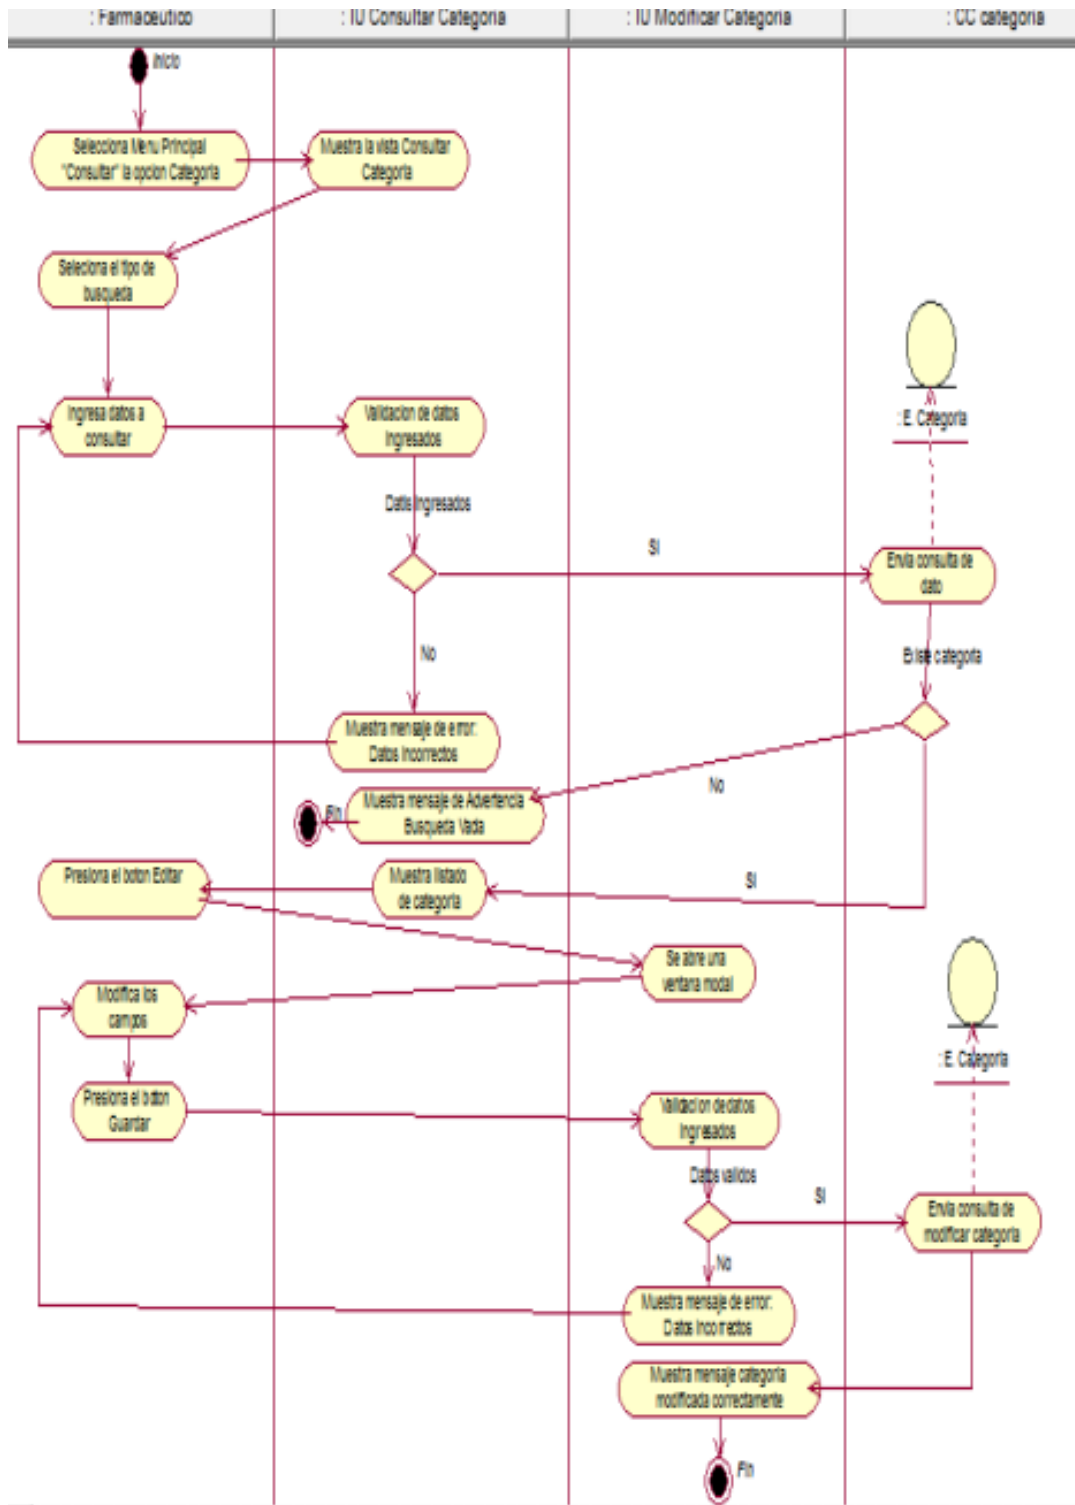 : Farmaceutico
: IU Consultar Categoria
: IU Modificar Categoria
: CC categoria
Inicio
Selecciona Menu Principal
"Consultar" la opcion Categoria
Muestra la vista Consultar
Categoria
Seleciona el tipo de
busqueda
Ingresa datos a
consultar
Validacion de datos
Ingresados
: E. Categoria
Datis Ingresados
SI
Envia consulta de
dato
No
Existe categoria
Muestra mensaje de error:
Datos Incorrectos
No
Muestra mensaje de Advertencia
Busqueda Vacia
Fin
Presiona el boton Editar
Muestra listado
de categoria
SI
Se abre una
ventana modal
Modifica los
campos
: E. Categoria
Presiona el boton
Guardar
Validacion de datos
Ingresados
Datos validos
SI
Envia consulta de
modificar categoria
No
Muestra mensaje de error:
Datos Incorrectos
Muestra mensaje categoria
modificada correctamente
Fin